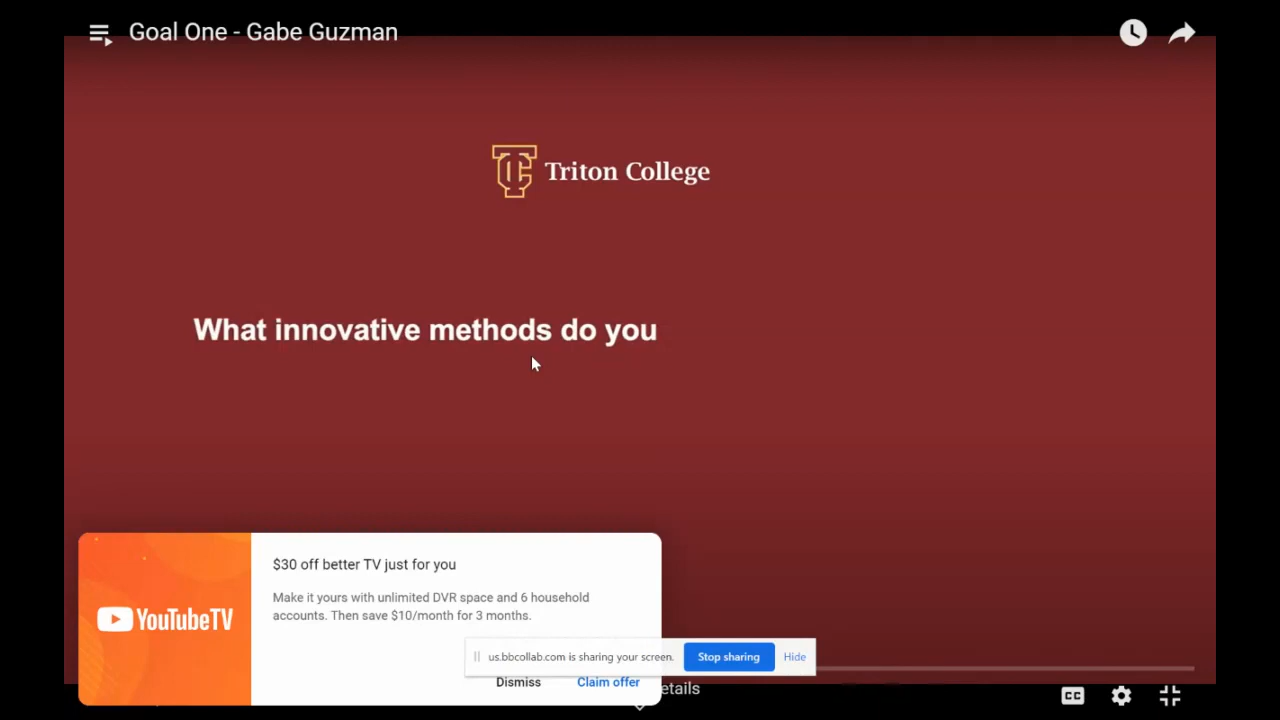 Goal One - Gabe Guzman
Triton College
What innovative methods do you
$30 off better TV just for you
Make it yours with unlimited DVR space and 6 household
accounts. Then save $10/month for 3 months.
YouTubeTV
us.bbcollab.com is sharing your screen.
Stop sharing
Hide
Dismiss
Claim offer
etails
CC